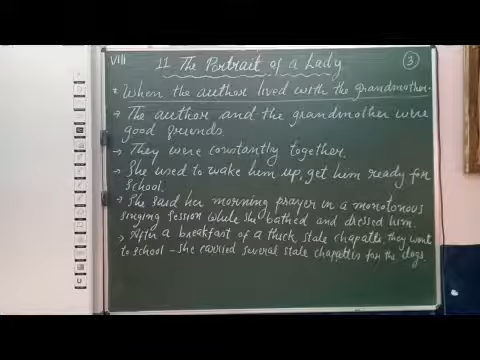 VIII
11 The Portrait of a Lady
3
* When the author lived with the grandmother.
→ The author and the grandmother were
good friends.
→ They were constantly together.
→ She used to wake him up, get him ready for
School.
→ She said her morning prayer in a monotonous
singing session while she bathed and dressed him.
→ After a breakfast of a thick stale chapatti, they went
to school - she carried several stale chapattis for the dogs.